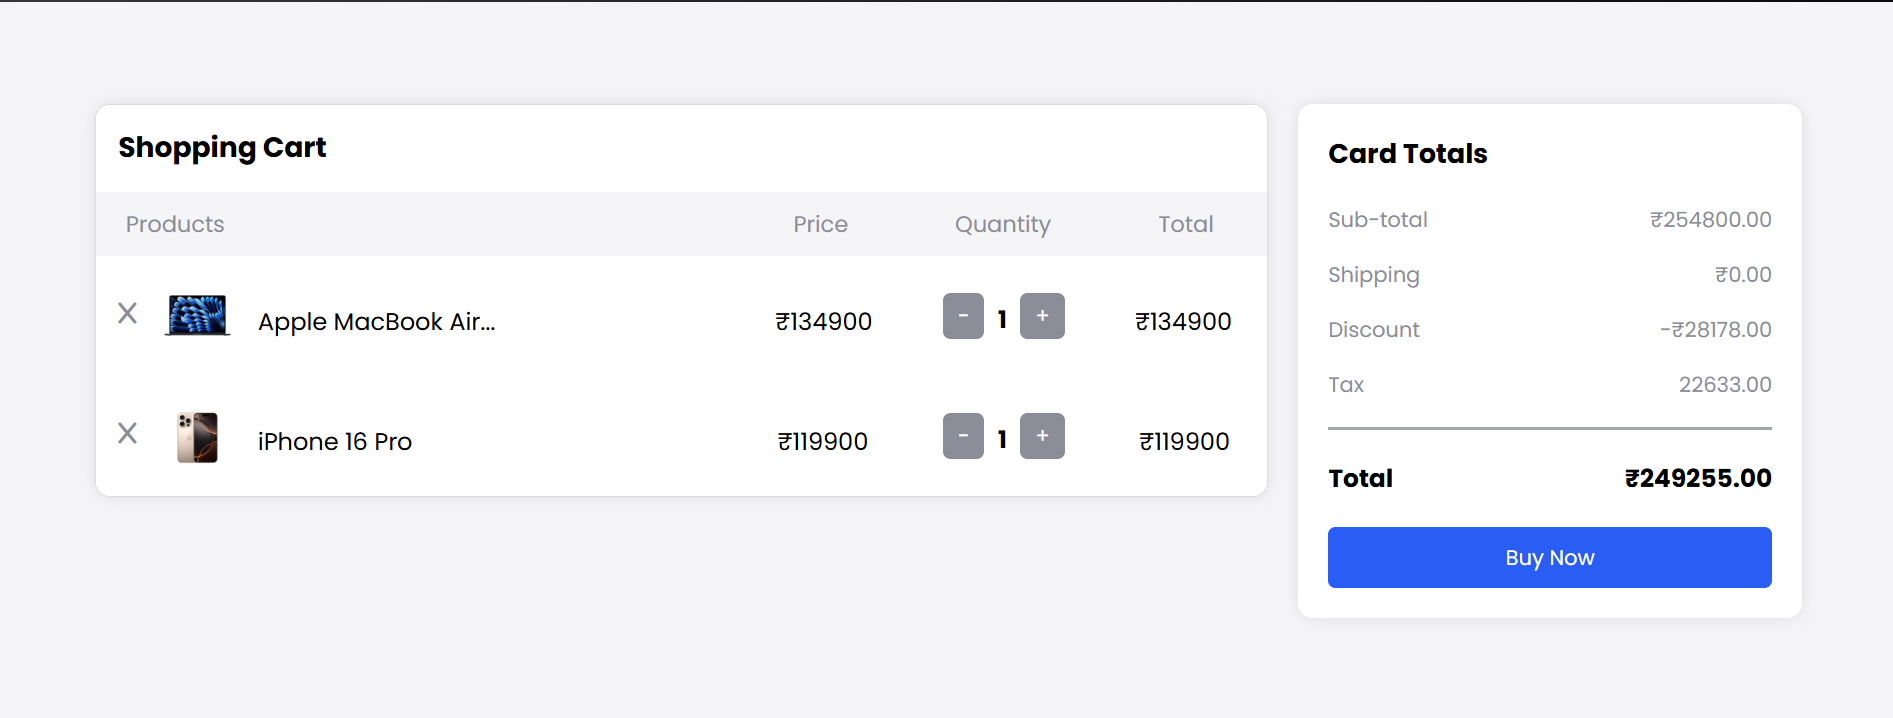 Shopping Cart
Products Price Quantity Total
Apple MacBook Air... ₹134900 - 1 + ₹134900
iPhone 16 Pro ₹119900 - 1 + ₹119900
Card Totals
Sub-total ₹254800.00
Shipping ₹0.00
Discount -₹28178.00
Tax 22633.00
Total ₹249255.00
Buy Now